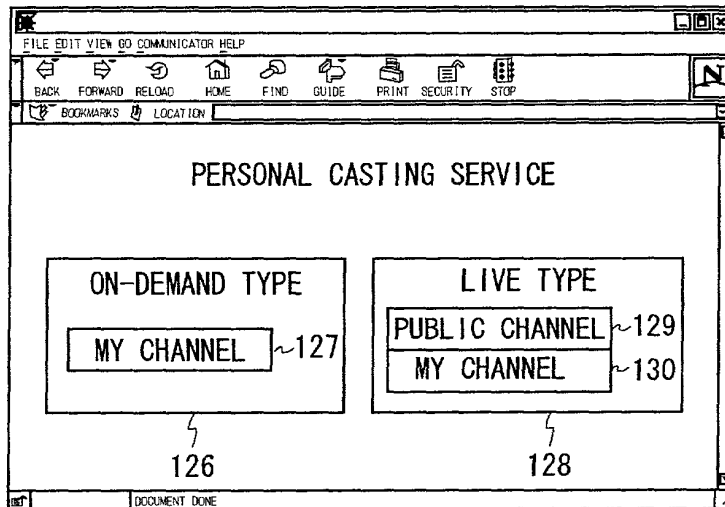 FILE EDIT VIEW GO COMMUNICATOR HELP
BACK FORWARD RELOAD HOME FIND GUIDE PRINT SECURITY STOP
N
BOOKMARKS LOCATION
PERSONAL CASTING SERVICE
ON-DEMAND TYPE
MY CHANNEL 127
126
LIVE TYPE
PUBLIC CHANNEL 129
MY CHANNEL 130
128
DOCUMENT DONE